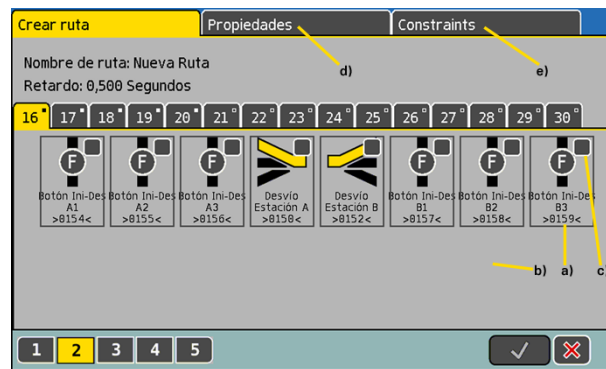 Crear ruta Propiedades Constraints
Nombre de ruta: Nueva Ruta
d) e)
Retardo: 0,500 Segundos
16 17 18 19 20 21 22 23 24 25 26 27 28 29 30
F F F F F F
Botón Ini-Des Botón Ini-Des Botón Ini-Des Desvío Desvío Botón Ini-Des Botón Ini-Des Botón Ini-Des
A1 A2 A3 Estación A Estación B B1 B2 B3
>0154< >0155< >0156< >0150< >0152< >0157< >0158< >0159<
b) a) c)
1 2 3 4 5